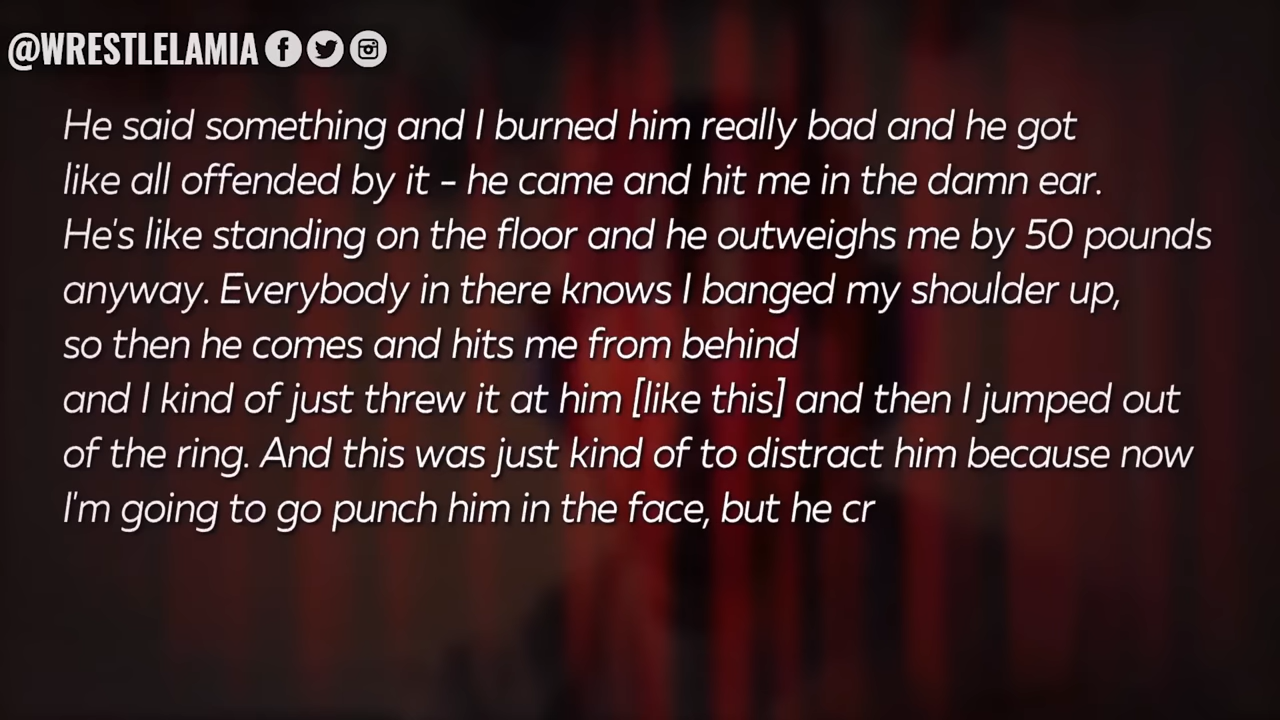 @WRESTLELAMIA
He said something and I burned him really bad and he got
like all offended by it - he came and hit me in the damn ear.
He's like standing on the floor and he outweighs me by 50 pounds
anyway. Everybody in there knows I banged my shoulder up,
so then he comes and hits me from behind
and I kind of just threw it at him [like this] and then I jumped out
of the ring. And this was just kind of to distract him because now
I'm going to go punch him in the face, but he cr